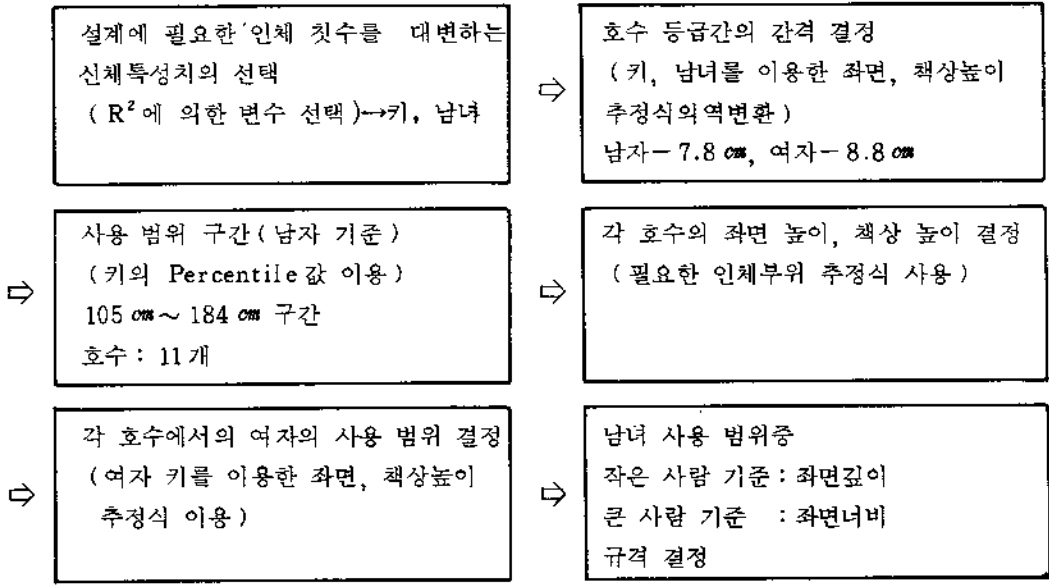 설계에 필요한 인체 칫수를 대변하는
신체특성치의 선택
( R² 에 의한 변수 선택 )↔키, 남녀
⇨
호수 등급간의 간격 결정
( 키, 남녀를 이용한 좌면, 책상높이
추정식의역변환 )
남자－7.8 cm, 여자－8.8 cm
⇨
사용 범위 구간 ( 남자 기준 )
( 키의 Percentile 값 이용 )
105 cm ~ 184 cm 구간
호수 : 11 개
⇨
각 호수의 좌면 높이, 책상 높이 결정
( 필요한 인체부위 추정식 사용 )
⇨
각 호수에서의 여자의 사용 범위 결정
( 여자 키를 이용한 좌면, 책상높이
추정식 이용 )
⇨
남녀 사용 범위중
작은 사람 기준 : 좌면깊이
큰 사람 기준 : 좌면너비
규격 결정